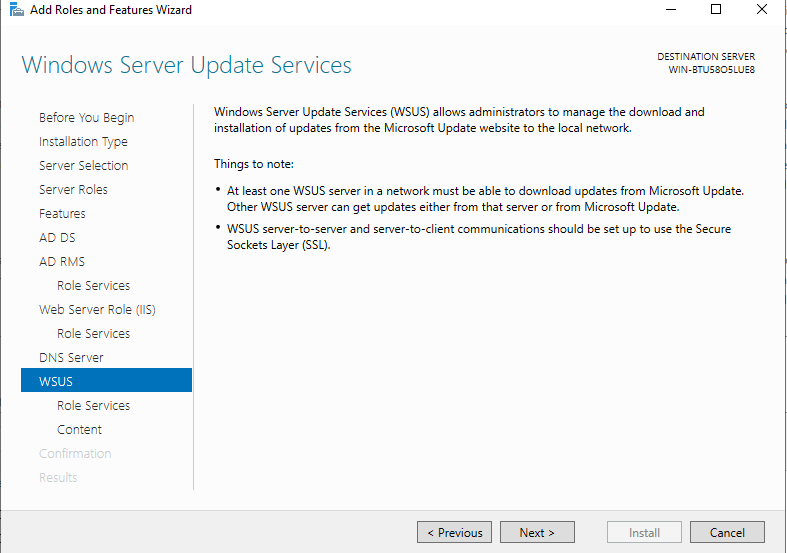 Add Roles and Features Wizard
Windows Server Update Services
DESTINATION SERVER
WIN-BTU58O5LUE8
Before You Begin
Installation Type
Server Selection
Server Roles
Features
AD DS
AD RMS
Role Services
Web Server Role (IIS)
Role Services
DNS Server
WSUS
Role Services
Content
Confirmation
Results
Windows Server Update Services (WSUS) allows administrators to manage the download and
installation of updates from the Microsoft Update website to the local network.
Things to note:
• At least one WSUS server in a network must be able to download updates from Microsoft Update.
Other WSUS server can get updates either from that server or from Microsoft Update.
• WSUS server-to-server and server-to-client communications should be set up to use the Secure
Sockets Layer (SSL).
< Previous
Next >
Install
Cancel